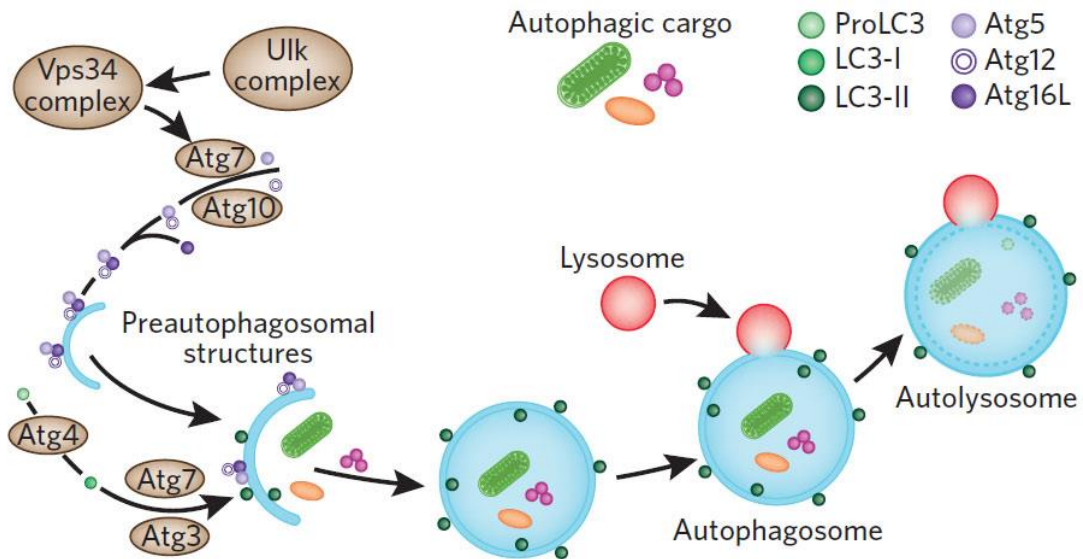 Autophagic cargo
ProLC3
LC3-I
LC3-II
Atg5
Atg12
Atg16L
Ulk
complex
Vps34
complex
Atg7
Atg10
Preautophagosomal
structures
Atg4
Atg7
Atg3
Lysosome
Autophagosome
Autolysosome